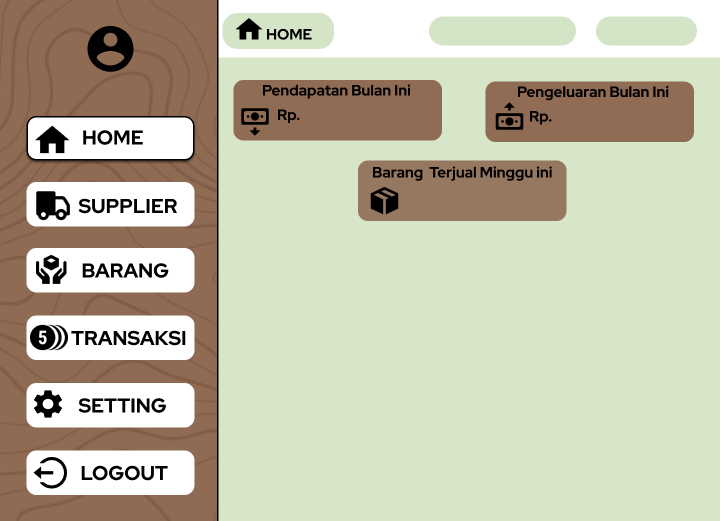 HOME
SUPPLIER
BARANG
5
TRANSAKSI
SETTING
LOGOUT
HOME
Pendapatan Bulan Ini
Rp.
Pengeluaran Bulan Ini
Rp.
Barang Terjual Minggu ini